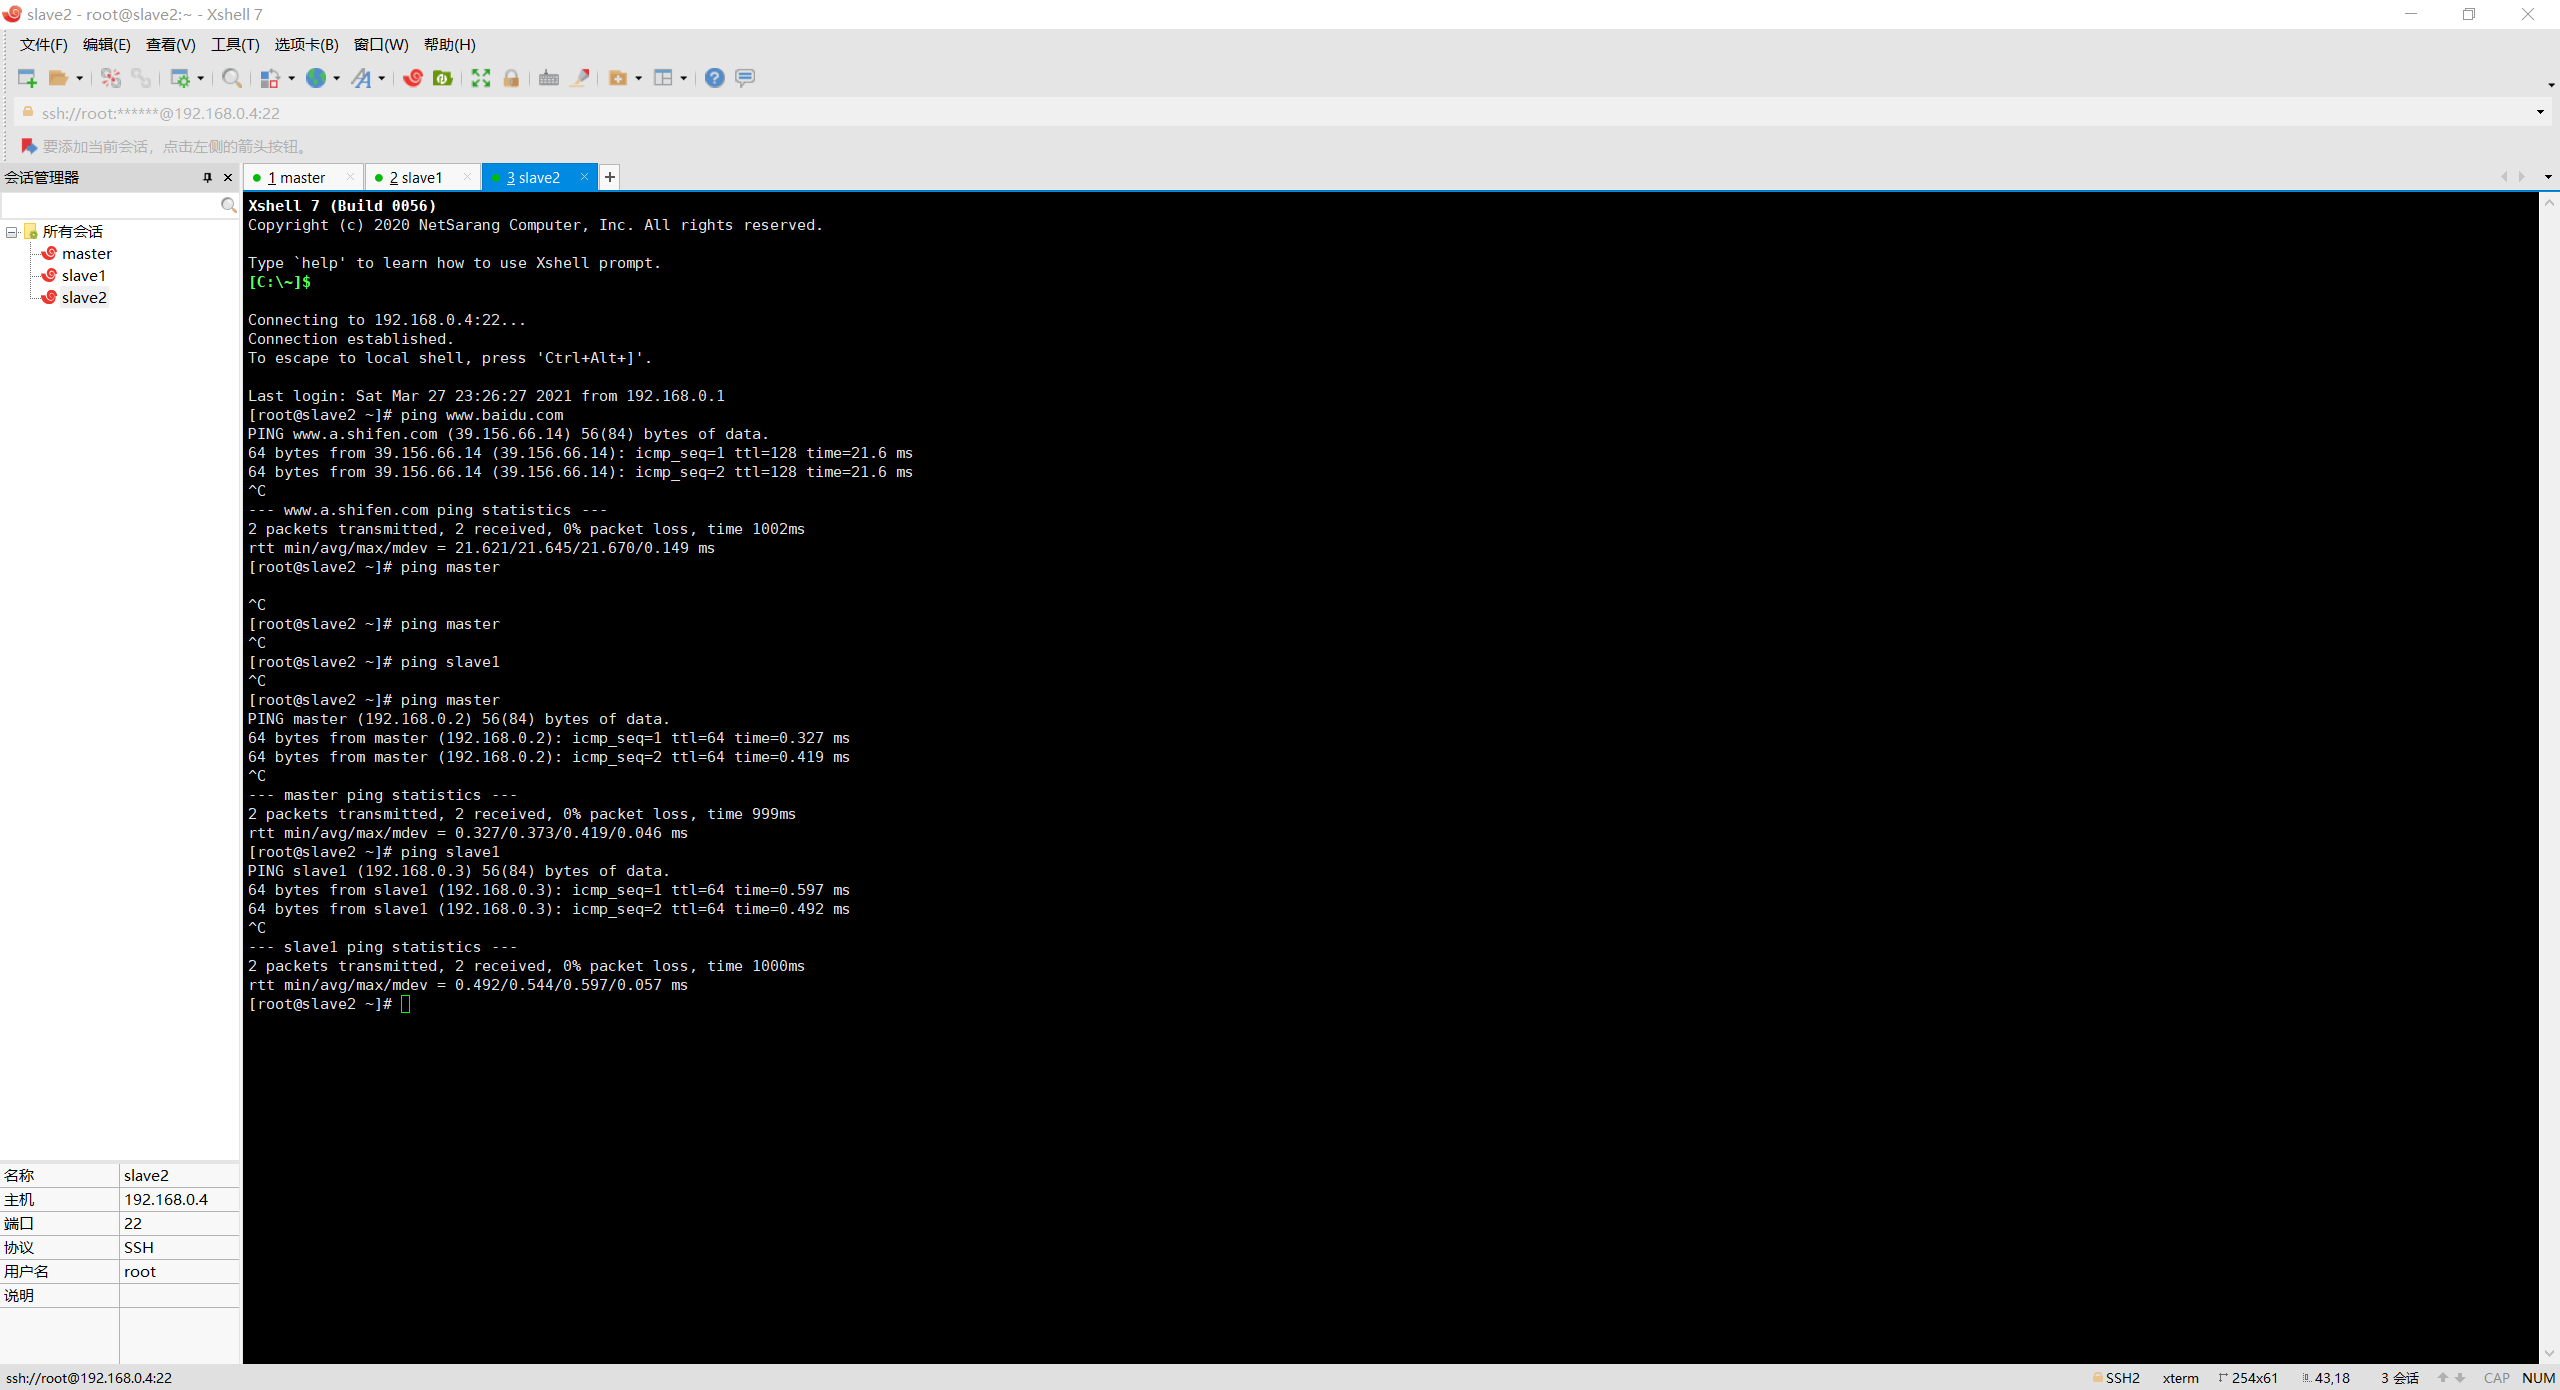 slave2 - root@slave2:~ - Xshell 7
文件(F) 编辑(E) 查看(V) 工具(T) 选项卡(B) 窗口(W) 帮助(H)
ssh://root:******@192.168.0.4:22
要添加当前会话，点击左侧的箭头按钮。
会话管理器
1 master 2 slave1 3 slave2
所有会话
master
slave1
slave2
Xshell 7 (Build 0056)
Copyright (c) 2020 NetSarang Computer, Inc. All rights reserved.
Type `help' to learn how to use Xshell prompt.
[C:\~]$
Connecting to 192.168.0.4:22...
Connection established.
To escape to local shell, press 'Ctrl+Alt+]'.
Last login: Sat Mar 27 23:26:27 2021 from 192.168.0.1
[root@slave2 ~]# ping www.baidu.com
PING www.a.shifen.com (39.156.66.14) 56(84) bytes of data.
64 bytes from 39.156.66.14 (39.156.66.14): icmp_seq=1 ttl=128 time=21.6 ms
64 bytes from 39.156.66.14 (39.156.66.14): icmp_seq=2 ttl=128 time=21.6 ms
^C
--- www.a.shifen.com ping statistics ---
2 packets transmitted, 2 received, 0% packet loss, time 1002ms
rtt min/avg/max/mdev = 21.621/21.645/21.670/0.149 ms
[root@slave2 ~]# ping master
^C
[root@slave2 ~]# ping master
^C
[root@slave2 ~]# ping slave1
^C
[root@slave2 ~]# ping master
PING master (192.168.0.2) 56(84) bytes of data.
64 bytes from master (192.168.0.2): icmp_seq=1 ttl=64 time=0.327 ms
64 bytes from master (192.168.0.2): icmp_seq=2 ttl=64 time=0.419 ms
^C
--- master ping statistics ---
2 packets transmitted, 2 received, 0% packet loss, time 999ms
rtt min/avg/max/mdev = 0.327/0.373/0.419/0.046 ms
[root@slave2 ~]# ping slave1
PING slave1 (192.168.0.3) 56(84) bytes of data.
64 bytes from slave1 (192.168.0.3): icmp_seq=1 ttl=64 time=0.597 ms
64 bytes from slave1 (192.168.0.3): icmp_seq=2 ttl=64 time=0.492 ms
^C
--- slave1 ping statistics ---
2 packets transmitted, 2 received, 0% packet loss, time 1000ms
rtt min/avg/max/mdev = 0.492/0.544/0.597/0.057 ms
[root@slave2 ~]#
名称 slave2
主机 192.168.0.4
端口 22
协议 SSH
用户名 root
说明
ssh://root@192.168.0.4:22 SSH2 xterm 254x61 43,18 3 会话 CAP NUM